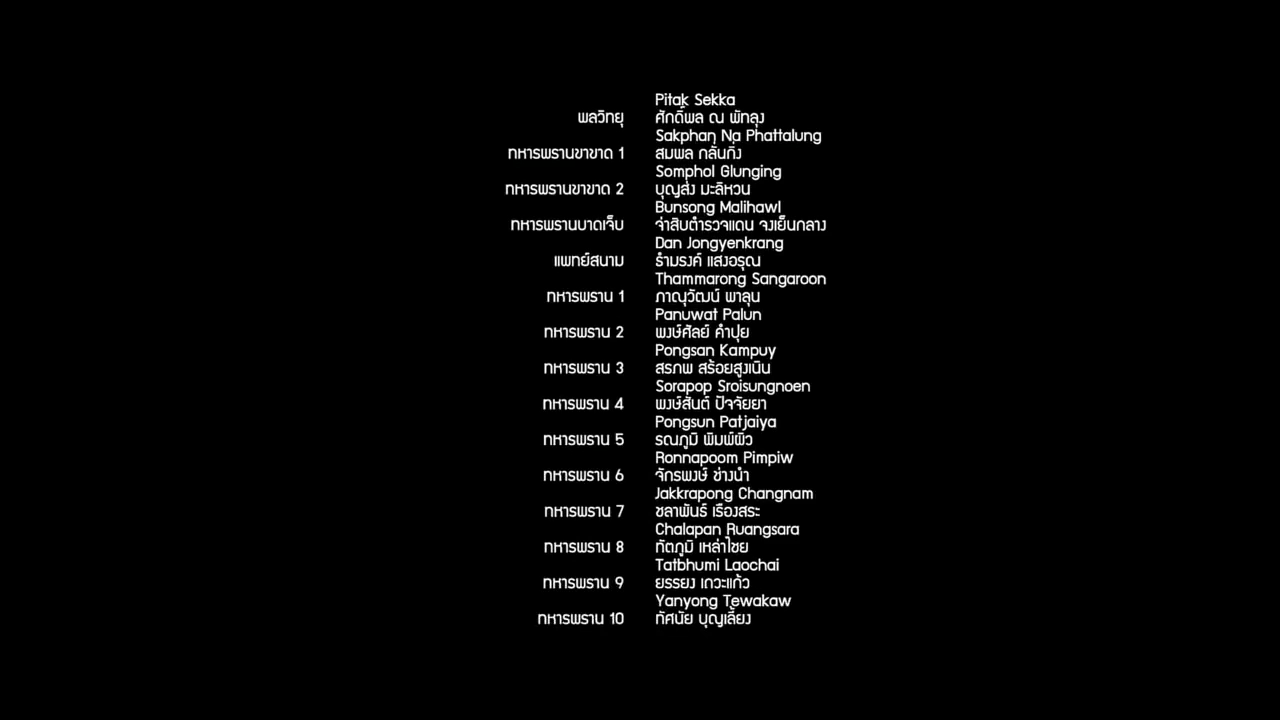 Pitak Sekka
พลวิทยุ ศักดิ์พล ณ พัทลุง
Sakphan Na Phattalung
ทหารพรานขาขาด 1 สมพล กลั่นกิ่ง
Somphol Glunging
ทหารพรานขาขาด 2 บุญส่ง มะลิหวน
Bunsong Malihawl
ทหารพรานบาดเจ็บ จ่าสิบตำรวจแดน จงเย็นกลาง
Dan Jongyenkrang
แพทย์สนาม ธำมรงค์ แสงอรุณ
Thammarong Sangaroon
ทหารพราน 1 ภาณุวัฒน์ พาลุน
Panuwat Palun
ทหารพราน 2 พงษ์ศัลย์ คำปุย
Pongsan Kampuy
ทหารพราน 3 สรภพ สร้อยสูงเนิน
Sorapop Sroisungnoen
ทหารพราน 4 พงษ์สันต์ ปัจจัยยา
Pongsun Patjaiya
ทหารพราน 5 รณภูมิ พิมพ์ผิว
Ronnapoom Pimpiw
ทหารพราน 6 จักรพงษ์ ช่างนำ
Jakkrapong Changnam
ทหารพราน 7 ชลาพันธ์ เรืองสระ
Chalapan Ruangsara
ทหารพราน 8 ทัตภูมิ เหล่าไชย
Tatbhumi Laochai
ทหารพราน 9 ยรรยง เทวะแก้ว
Yanyong Tewakaw
ทหารพราน 10 ทัศนัย บุญเลี้ยง